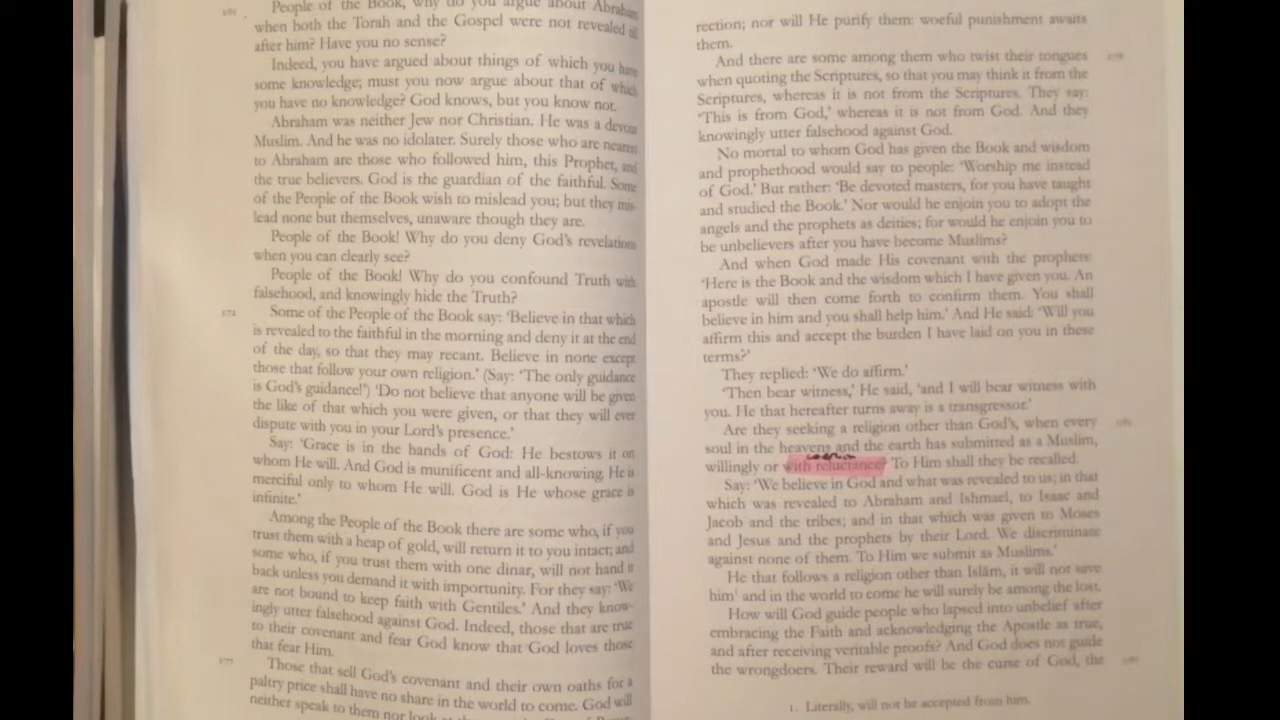 3:65
People of the Book, why do you argue about Abraham
when both the Torah and the Gospel were not revealed till
after him? Have you no sense?
Indeed, you have argued about things of which you have
some knowledge; must you now argue about that of which
you have no knowledge? God knows, but you know not.
Abraham was neither Jew nor Christian. He was a devout
Muslim. And he was no idolater. Surely those who are nearest
to Abraham are those who followed him, this Prophet, and
the true believers. God is the guardian of the faithful. Some
of the People of the Book wish to mislead you; but they mis-
lead none but themselves, unaware though they are.
People of the Book! Why do you deny God's revelations
when you can clearly see?
People of the Book! Why do you confound Truth with
falsehood, and knowingly hide the Truth?
Some of the People of the Book say: 'Believe in that which
is revealed to the faithful in the morning and deny it at the end
of the day, so that they may recant. Believe in none except
those that follow your own religion.' (Say: 'The only guidance
is God's guidance!') 'Do not believe that anyone will be given
the like of that which you were given, or that they will ever
dispute with you in your Lord's presence.'
Say: 'Grace is in the hands of God: He bestows it on
whom He will. And God is munificent and all-knowing. He is
merciful only to whom He will. God is He whose grace is
infinite.'
Among the People of the Book there are some who, if you
trust them with a heap of gold, will return it to you intact; and
some who, if you trust them with one dinar, will not hand it
back unless you demand it with importunity. For they say: 'We
are not bound to keep faith with Gentiles.' And they know-
ingly utter falsehood against God. Indeed, those that are true
to their covenant and fear God know that God loves those
that fear Him.
Those that sell God's covenant and their own oaths for a
paltry price shall have no share in the world to come. God will
neither speak to them nor look
rection; nor will He purify them: woeful punishment awaits
them.
And there are some among them who twist their tongues
when quoting the Scriptures, so that you may think it from the
Scriptures, whereas it is not from the Scriptures. They say:
'This is from God,' whereas it is not from God. And they
knowingly utter falsehood against God.
No mortal to whom God has given the Book and wisdom
and prophethood would say to people: 'Worship me instead
of God.' But rather: 'Be devoted masters, for you have taught
and studied the Book.' Nor would he enjoin you to adopt the
angels and the prophets as deities; for would he enjoin you to
be unbelievers after you have become Muslims?
And when God made His covenant with the prophets:
'Here is the Book and the wisdom which I have given you. An
apostle will then come forth to confirm them. You shall
believe in him and you shall help him.' And He said: 'Will you
affirm this and accept the burden I have laid on you in these
terms?'
They replied: 'We do affirm.'
'Then bear witness,' He said, 'and I will bear witness with
you. He that hereafter turns away is a transgressor.'
Are they seeking a religion other than God's, when every
soul in the heavens and the earth has submitted as a Muslim,
willingly or with reluctance? To Him shall they be recalled.
Say: 'We believe in God and what was revealed to us; in that
which was revealed to Abraham and Ishmael, to Isaac and
Jacob and the tribes; and in that which was given to Moses
and Jesus and the prophets by their Lord. We discriminate
against none of them. To Him we submit as Muslims.'
He that follows a religion other than Islām, it will not save
him¹ and in the world to come he will surely be among the lost.
How will God guide people who lapsed into unbelief after
embracing the Faith and acknowledging the Apostle as true,
and after receiving veritable proofs? And God does not guide
the wrongdoers. Their reward will be the curse of God, the
1. Literally, will not be accepted from him.